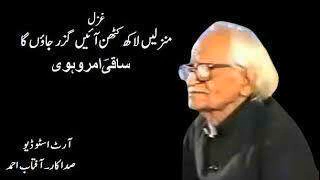 غزل
منزلیں لاکھ کٹھن آئیں گزر جاؤں گا
ساقی امروہوی
آرٹ اسٹوڈیو
صداکار۔ آفتاب احمد